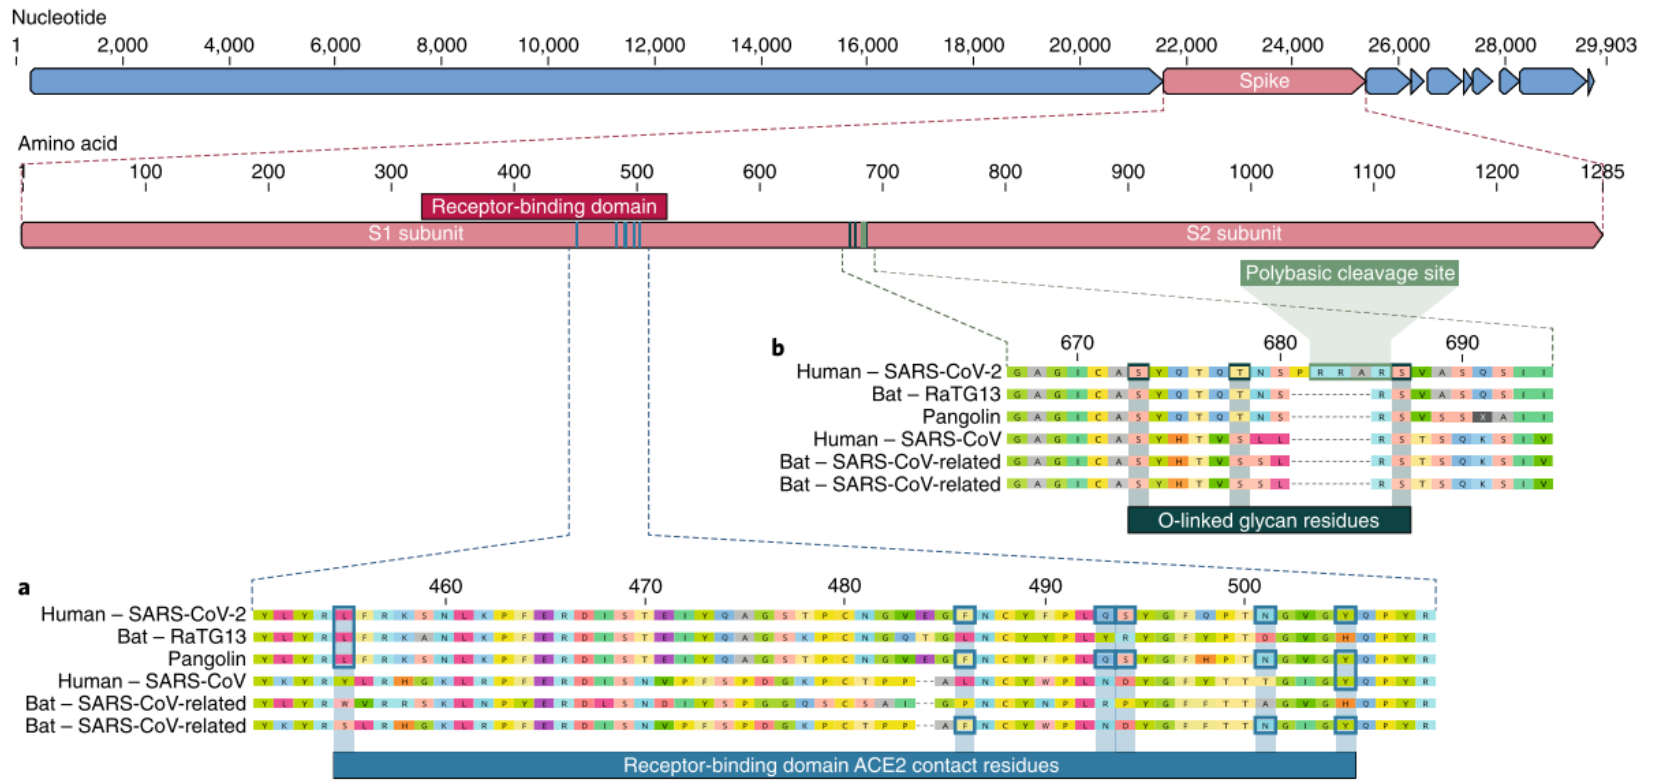 Nucleotide
1 2,000 4,000 6,000 8,000 10,000 12,000 14,000 16,000 18,000 20,000 22,000 24,000 26,000 28,000 29,903
Spike
Amino acid
1 100 200 300 400 500 600 700 800 900 1000 1100 1200 1285
Receptor-binding domain
S1 subunit S2 subunit
Polybasic cleavage site
b
670 680 690
Human – SARS-CoV-2 G A G I C A S Y Q T Q T N S P R R A R S V A S Q S I I
Bat – RaTG13 G A G I C A S Y Q T Q T N S - - - - R S V A S Q S I I
Pangolin G A G I C A S Y Q T Q T N S - - - - R S V S S X A I I
Human – SARS-CoV G A G I C A S Y H T V S L L - - - - R S T S Q K S I V
Bat – SARS-CoV-related G A G I C A S Y H T V S S L - - - - R S T S Q K S I V
Bat – SARS-CoV-related G A G I C A S Y H T V S S L - - - - R S T S Q K S I V
O-linked glycan residues
a
460 470 480 490 500
Human – SARS-CoV-2 Y L Y R L F R K S N L K P F E R D I S T E I Y Q A G S T P C N G V E G F N C Y F P L Q S Y G F Q P T N G V G Y Q P Y R
Bat – RaTG13 Y L Y R L F R K A N L K P F E R D I S T E I Y Q A G S K P C N G Q T G L N C Y Y P L Y R Y G F Y P T D G V G H Q P Y R
Pangolin Y L Y R L F R K S N L K P F E R D I S T E I Y Q A G S T P C N G V E G F N C Y F P L Q S Y G F H P T N G V G Y Q P Y R
Human – SARS-CoV Y K Y R Y L R H G K L R P F E R D I S N V P F S P D G K P C T P P - - A L N C Y W P L N D Y G F Y T T T G I G Y Q P Y R
Bat – SARS-CoV-related Y L Y R W V R R S K L N P Y E R D L S N D I Y S P G G Q S C S A I - - G P N C Y N P L R P Y G F F T T A G V G H Q P Y R
Bat – SARS-CoV-related Y K Y R S L R H G K L R P F E R D I S N V P F S P D G K P C T P P - - A F N C Y W P L N D Y G F F T T N G I G Y Q P Y R
Receptor-binding domain ACE2 contact residues